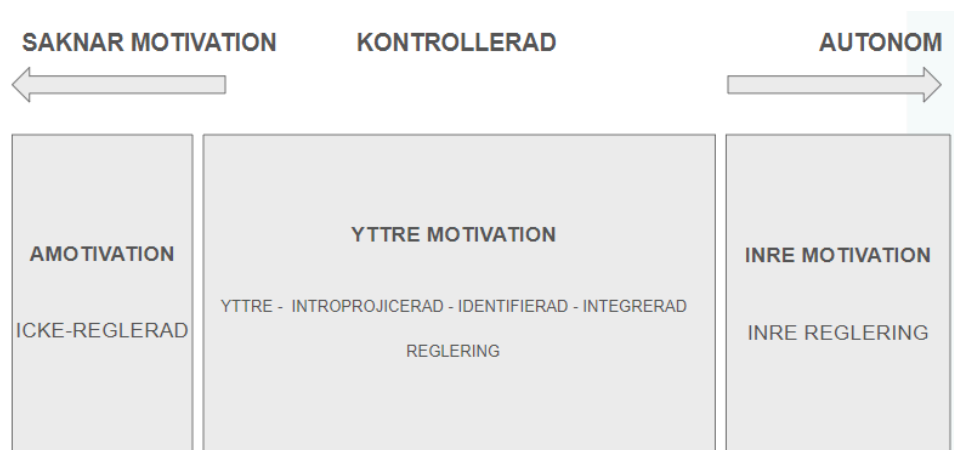 SAKNAR MOTIVATION KONTROLLERAD AUTONOM
AMOTIVATION
ICKE-REGLERAD
YTTRE MOTIVATION
YTTRE - INTROPROJICERAD - IDENTIFIERAD - INTEGRERAD
REGLERING
INRE MOTIVATION
INRE REGLERING